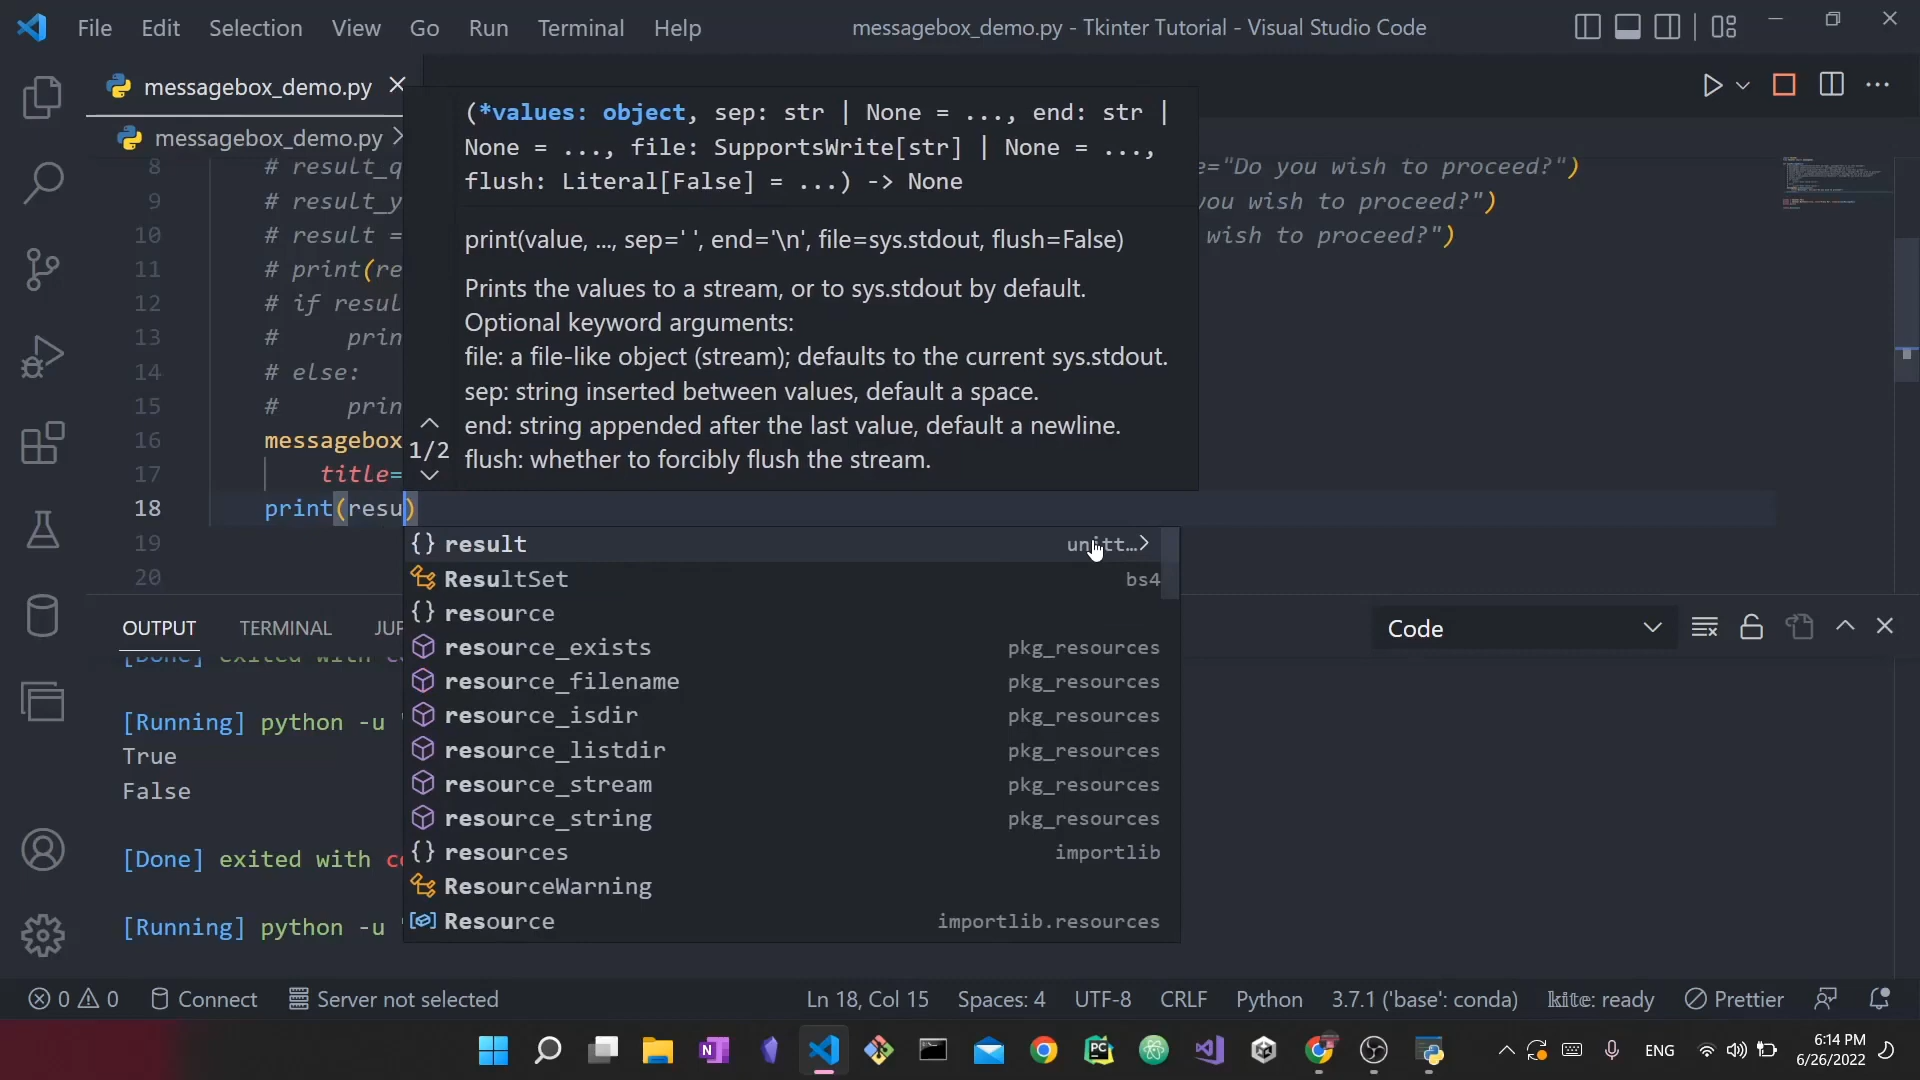 File Edit Selection View Go Run Terminal Help messagebox_demo.py - Tkinter Tutorial - Visual Studio Code
messagebox_demo.py
messagebox_demo.py
(*values: object, sep: str | None = ..., end: str |
None = ..., file: SupportsWrite[str] | None = ...,
flush: Literal[False] = ...) -> None
print(value, ..., sep=' ', end='\n', file=sys.stdout, flush=False)
Prints the values to a stream, or to sys.stdout by default.
Optional keyword arguments:
file: a file-like object (stream); defaults to the current sys.stdout.
sep: string inserted between values, default a space.
end: string appended after the last value, default a newline.
flush: whether to forcibly flush the stream.
1/2
8 # result_q e="Do you wish to proceed?")
9 # result_y you wish to proceed?")
10 # result = wish to proceed?")
11 # print(re
12 # if resul
13 # prin
14 # else:
15 # prin
16 messagebox
17 title=
18 print(resu)
19
20
{} result unitt…
ResultSet bs4
{} resource
resource_exists pkg_resources
resource_filename pkg_resources
resource_isdir pkg_resources
resource_listdir pkg_resources
resource_stream pkg_resources
resource_string pkg_resources
{} resources importlib
ResourceWarning
Resource importlib.resources
OUTPUT TERMINAL JUP Code
[Done] exited with c
[Running] python -u
True
False
[Done] exited with co
[Running] python -u
0 0 Connect Server not selected Ln 18, Col 15 Spaces: 4 UTF-8 CRLF Python 3.7.1 ('base': conda) kite: ready Prettier
ENG 6:14 PM
6/26/2022